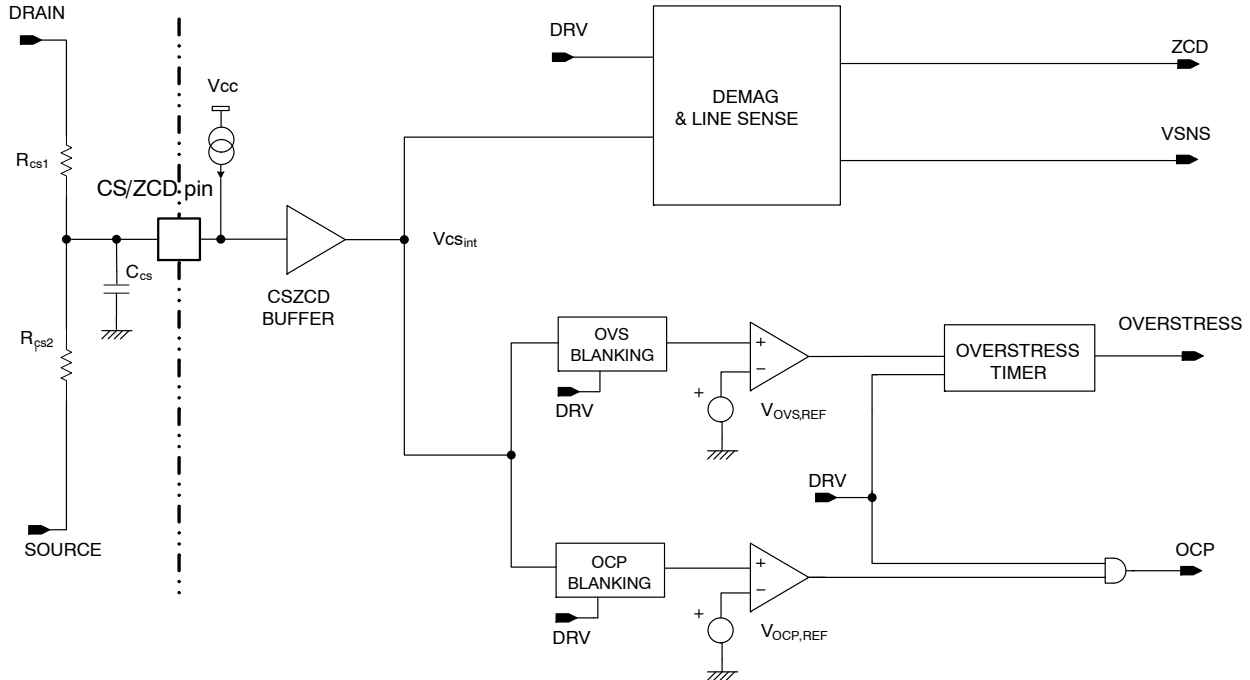 DRAIN
DRV
ZCD
Vcc
DEMAG
& LINE SENSE
VSNS
Rcs1
CS/ZCD pin
Vcsint
Ccs
CSZCD
BUFFER
Rcs2
OVS
BLANKING
+
−
OVERSTRESS
OVERSTRESS
TIMER
DRV
+
VOVS,REF
DRV
SOURCE
OCP
BLANKING
+
−
OCP
DRV
+
VOCP,REF